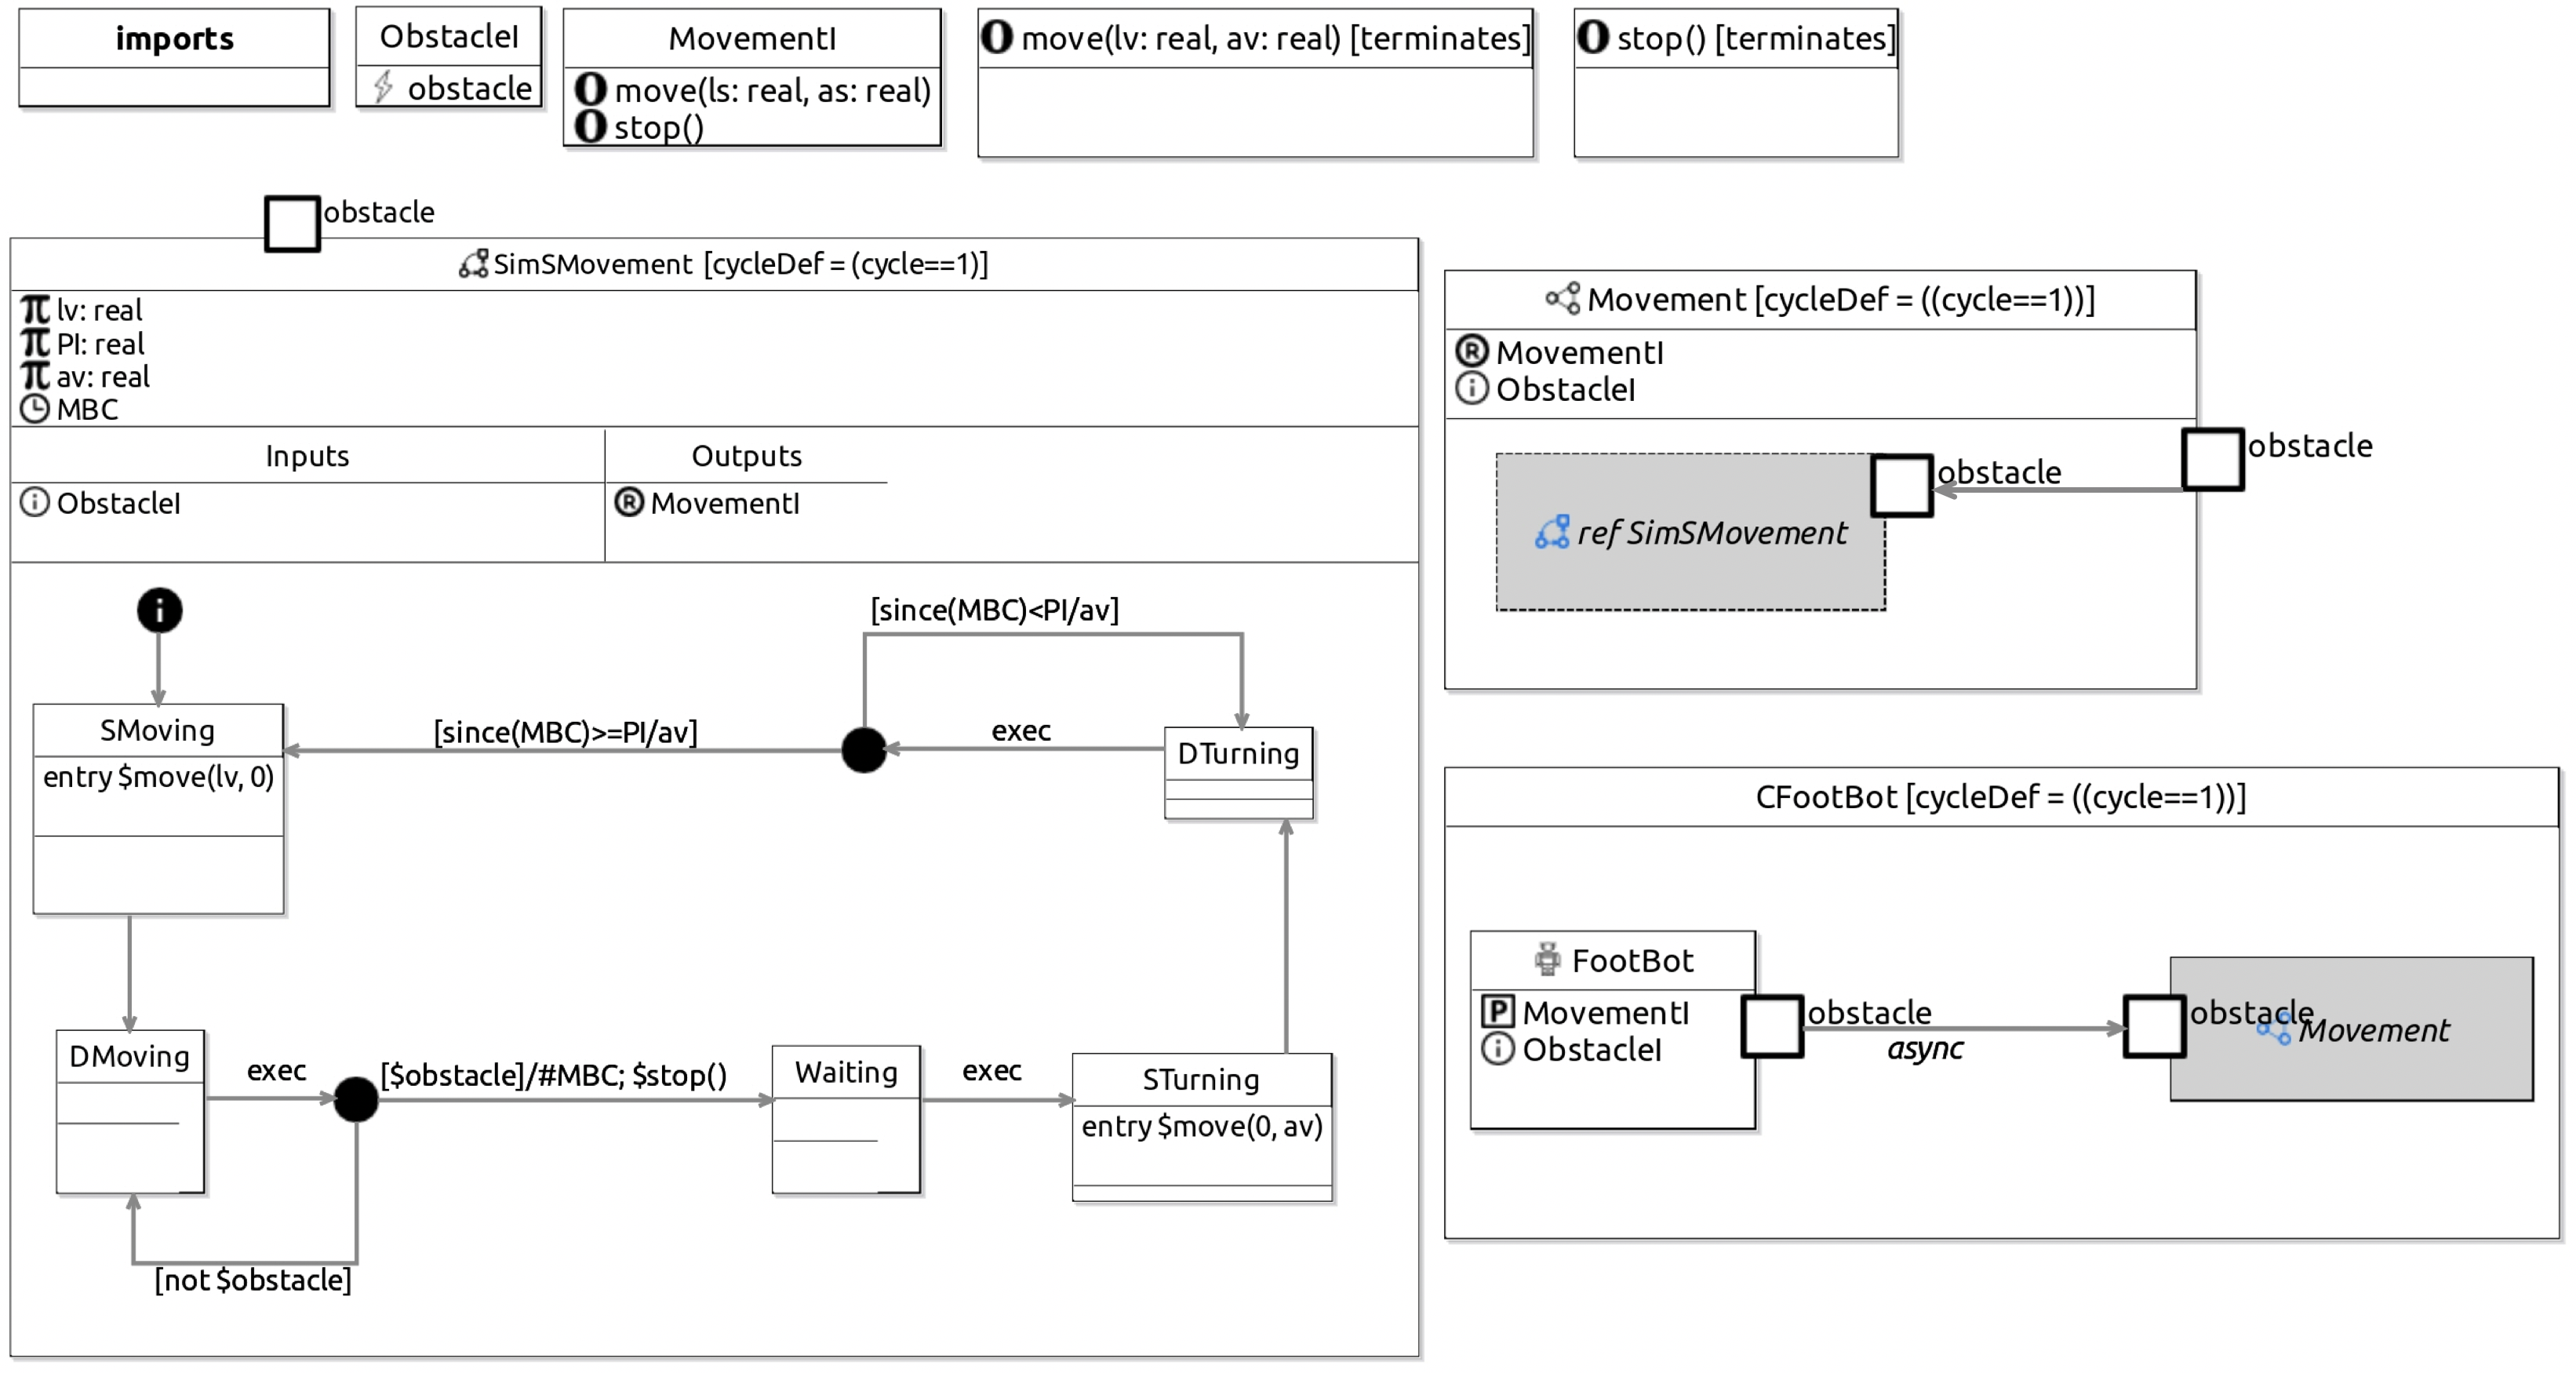 imports
ObstacleI
obstacle
MovementI
move(ls: real, as: real)
stop()
move(lv: real, av: real) [terminates]
stop() [terminates]
obstacle
SimSMovement [cycleDef = (cycle==1)]
lv: real
PI: real
av: real
MBC
Inputs
Outputs
ObstacleI
MovementI
i
[since(MBC)<PI/av]
SMoving
entry $move(lv, 0)
[since(MBC)>=PI/av]
exec
DTurning
DMoving
exec
[$obstacle]/#MBC; $stop()
Waiting
exec
STurning
entry $move(0, av)
[not $obstacle]
Movement [cycleDef = ((cycle==1))]
R MovementI
i ObstacleI
obstacle
obstacle
ref SimSMovement
CFootBot [cycleDef = ((cycle==1))]
FootBot
P MovementI
i ObstacleI
obstacle
async
obstacle
Movement